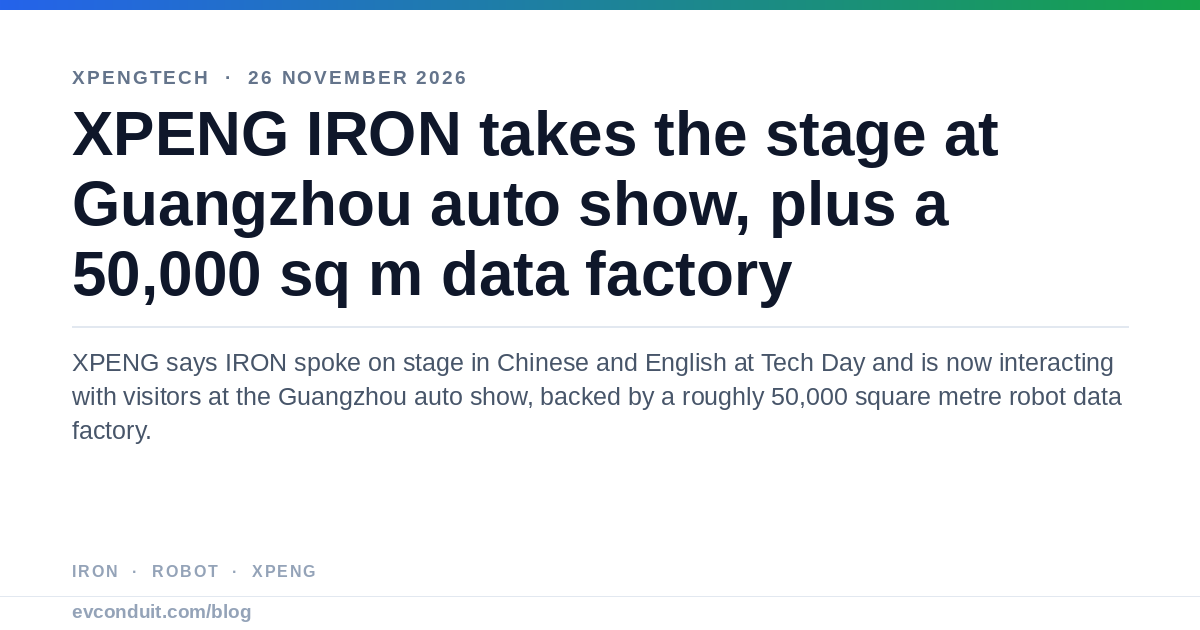 XPENGTECH · 26 NOVEMBER 2026
XPENG IRON takes the stage at
Guangzhou auto show, plus a
50,000 sq m data factory
XPENG says IRON spoke on stage in Chinese and English at Tech Day and is now interacting
with visitors at the Guangzhou auto show, backed by a roughly 50,000 square metre robot data
factory.
IRON · ROBOT · XPENG
evconduit.com/blog